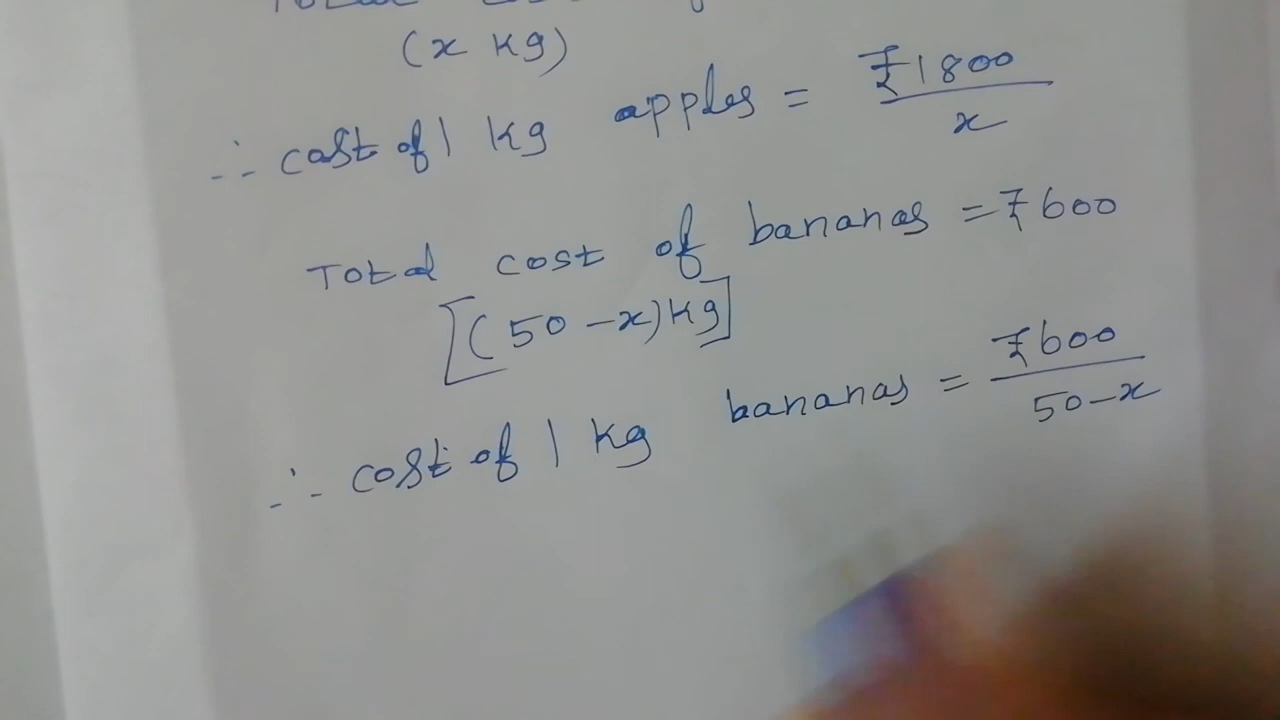 (x kg)
∴ cost of 1 kg apples = ₹1800/x
Total cost of bananas = ₹600
[(50-x)kg]
∴ cost of 1 kg bananas = ₹600/50-x